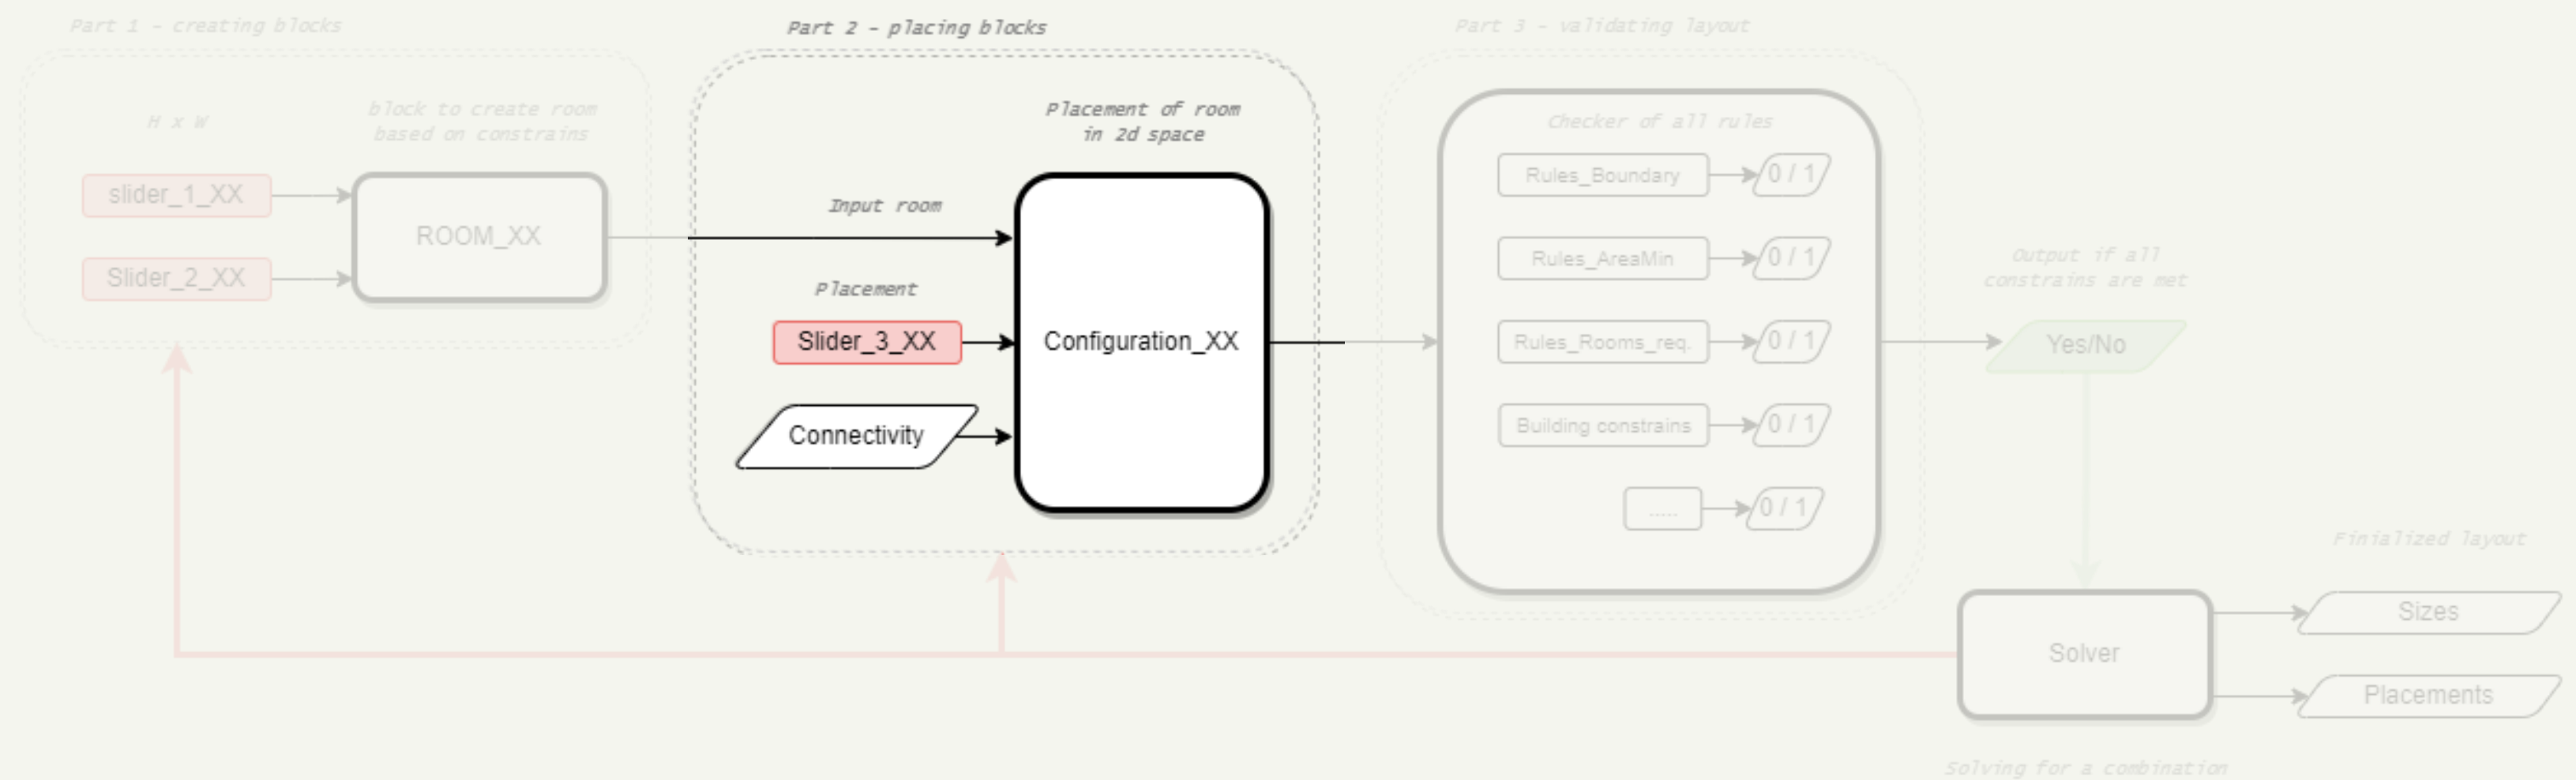 Part 1 - creating blocks
H x W
block to create room
based on constrains
slider_1_XX
Slider_2_XX
ROOM_XX
Part 2 - placing blocks
Placement of room
in 2d space
Input room
Placement
Slider_3_XX
Connectivity
Configuration_XX
Part 3 - validating layout
Checker of all rules
Rules_Boundary
0 / 1
Rules_AreaMin
0 / 1
Rules_Rooms_req.
0 / 1
Building constrains
0 / 1
.....
0 / 1
Output if all
constrains are met
Yes/No
Solver
Finialized layout
Sizes
Placements
Solving for a combination